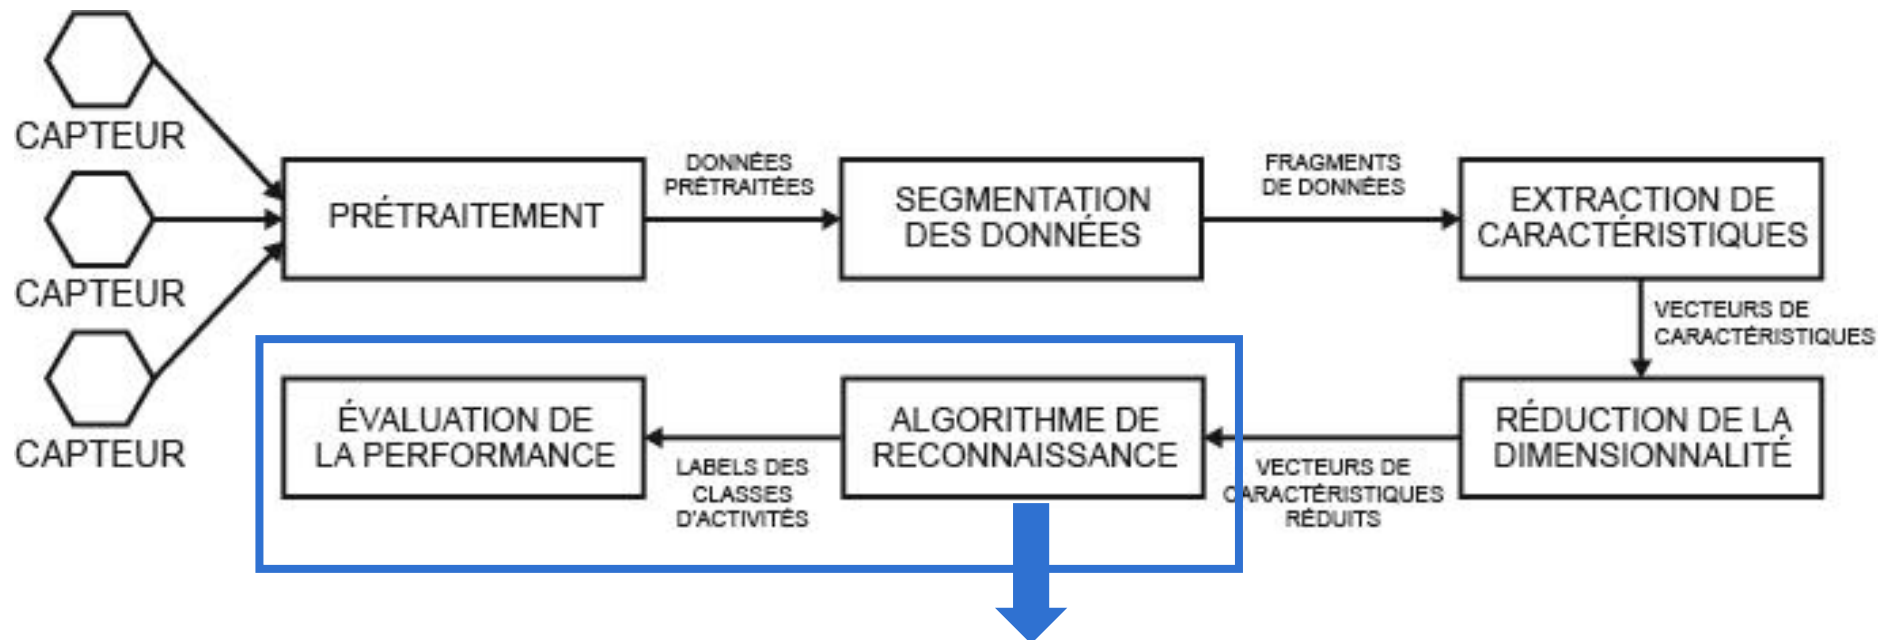 CAPTEUR
CAPTEUR
CAPTEUR
PRÉTRAITEMENT
DONNÉES
PRÉTRAITÉES
SEGMENTATION
DES DONNÉES
FRAGMENTS
DE DONNÉES
EXTRACTION DE
CARACTÉRISTIQUES
VECTEURS DE
CARACTÉRISTIQUES
RÉDUCTION DE LA
DIMENSIONNALITÉ
VECTEURS DE
CARACTÉRISTIQUES
RÉDUITS
ALGORITHME DE
RECONNAISSANCE
LABELS DES
CLASSES
D'ACTIVITÉS
ÉVALUATION DE
LA PERFORMANCE